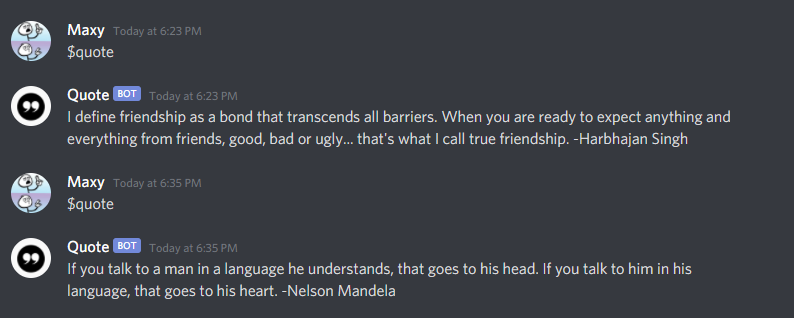 Maxy Today at 6:23 PM
$quote
Quote BOT Today at 6:23 PM
I define friendship as a bond that transcends all barriers. When you are ready to expect anything and
everything from friends, good, bad or ugly... that's what I call true friendship. -Harbhajan Singh
Maxy Today at 6:35 PM
$quote
Quote BOT Today at 6:35 PM
If you talk to a man in a language he understands, that goes to his head. If you talk to him in his
language, that goes to his heart. -Nelson Mandela